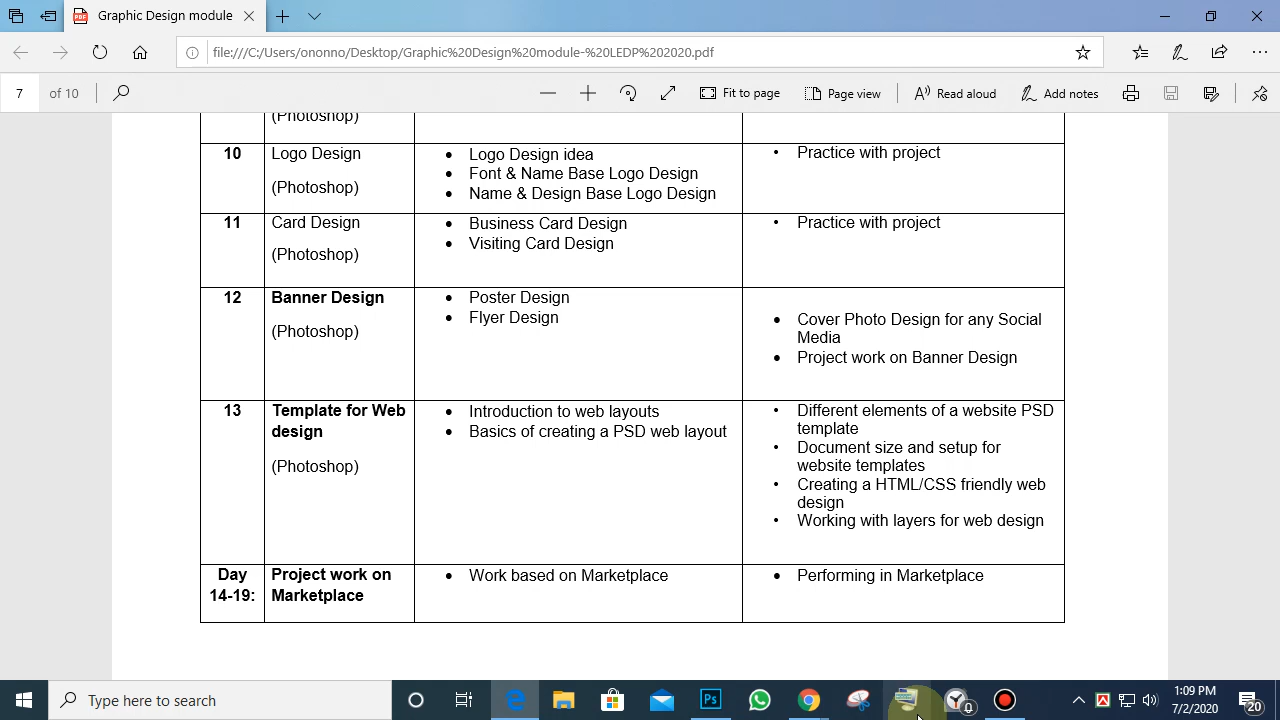 Graphic Design module
file:///C:/Users/ononno/Desktop/Graphic%20Design%20module-%20LEDP%202020.pdf
7 of 10
Fit to page
Page view
Read aloud
Add notes
(Photoshop)
10
Logo Design
(Photoshop)
• Logo Design idea
• Font & Name Base Logo Design
• Name & Design Base Logo Design
• Practice with project
11
Card Design
(Photoshop)
• Business Card Design
• Visiting Card Design
• Practice with project
12
Banner Design
(Photoshop)
• Poster Design
• Flyer Design
• Cover Photo Design for any Social
Media
• Project work on Banner Design
13
Template for Web
design
(Photoshop)
• Introduction to web layouts
• Basics of creating a PSD web layout
• Different elements of a website PSD
template
• Document size and setup for
website templates
• Creating a HTML/CSS friendly web
design
• Working with layers for web design
Day
14-19:
Project work on
Marketplace
• Work based on Marketplace
• Performing in Marketplace
Type here to search
Ps
1:09 PM
7/2/2020
20